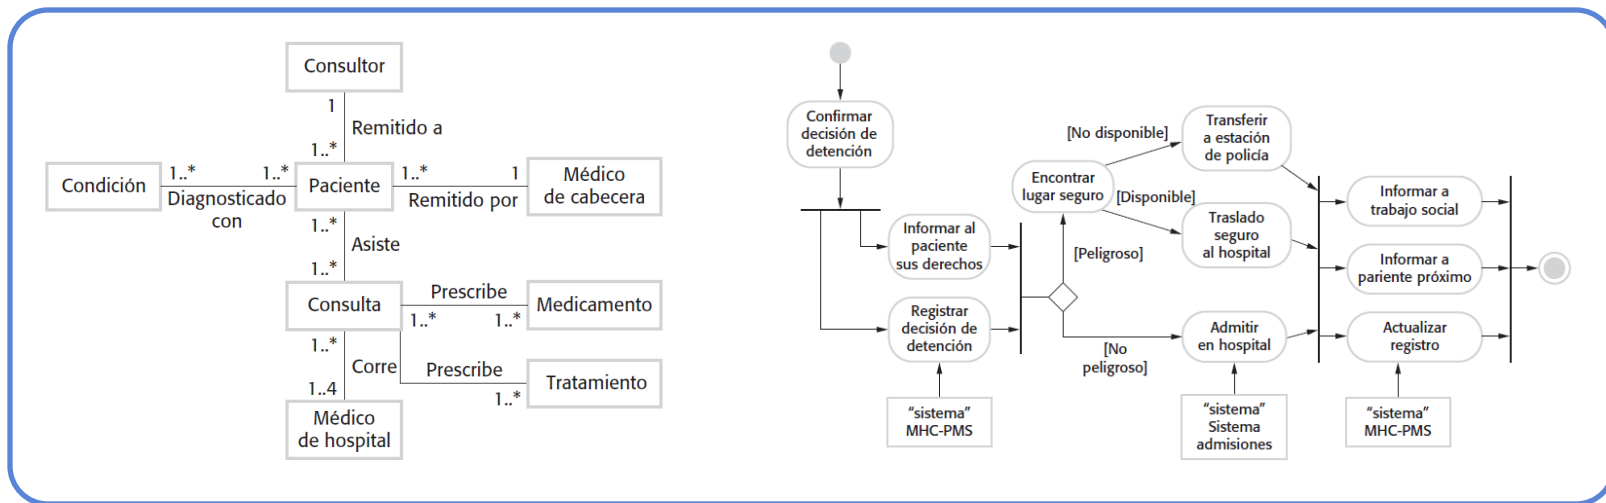 Consultor
1
Remitido a
1..*
Condición
1..*
1..*
Diagnosticado
con
Paciente
1..*
1
Remitido por
Médico
de cabecera
1..*
Asiste
1..*
Consulta
Prescribe
1..*
1..*
Medicamento
1..*
Corre
1..4
Prescribe
1..*
Tratamiento
Médico
de hospital
Confirmar
decisión de
detención
Informar al
paciente
sus derechos
Registrar
decisión de
detención
"sistema"
MHC-PMS
[Peligroso]
[No
peligroso]
Encontrar
lugar seguro
[No disponible]
[Disponible]
Transferir
a estación
de policía
Traslado
seguro
al hospital
Admitir
en hospital
"sistema"
Sistema
admisiones
Informar a
trabajo social
Informar a
pariente próximo
Actualizar
registro
"sistema"
MHC-PMS